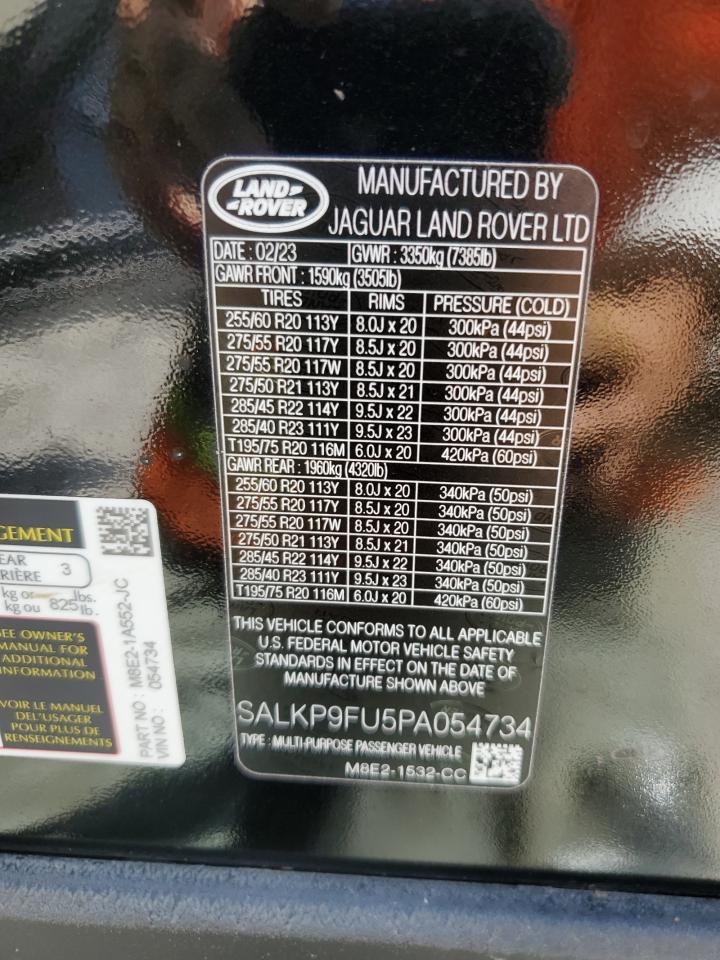 LAND ROVER
MANUFACTURED BY
JAGUAR LAND ROVER LTD
DATE : 02/23 GVWR : 3350kg (7385lb)
GAWR FRONT : 1590kg (3505lb)
TIRES RIMS PRESSURE (COLD)
255/60 R20 113Y 8.0J x 20 300kPa (44psi)
275/55 R20 117Y 8.5J x 20 300kPa (44psi)
275/55 R20 117W 8.5J x 20 300kPa (44psi)
275/50 R21 113Y 8.5J x 21 300kPa (44psi)
285/45 R22 114Y 9.5J x 22 300kPa (44psi)
285/40 R23 111Y 9.5J x 23 300kPa (44psi)
T195/75 R20 116M 6.0J x 20 420kPa (60psi)
GAWR REAR : 1960kg (4320lb)
255/60 R20 113Y 8.0J x 20 340kPa (50psi)
275/55 R20 117Y 8.5J x 20 340kPa (50psi)
275/55 R20 117W 8.5J x 20 340kPa (50psi)
275/50 R21 113Y 8.5J x 21 340kPa (50psi)
285/45 R22 114Y 9.5J x 22 340kPa (50psi)
285/40 R23 111Y 9.5J x 23 340kPa (50psi)
T195/75 R20 116M 6.0J x 20 420kPa (60psi)
THIS VEHICLE CONFORMS TO ALL APPLICABLE
U.S. FEDERAL MOTOR VEHICLE SAFETY
STANDARDS IN EFFECT ON THE DATE OF
MANUFACTURE SHOWN ABOVE
SALKP9FU5PA054734
TYPE : MULTI-PURPOSE PASSENGER VEHICLE
M8E2-1532-CC
GEMENT
EAR
RIÈRE 3
kg or lbs.
kg ou 825 lb.
SEE OWNER'S
MANUAL FOR
ADDITIONAL
INFORMATION
VOIR LE MANUEL
DEL'USAGER
POUR PLUS DE
RENSEIGNEMENTS
PART NO : M8E2-1A552-JC
VIN NO : 054734